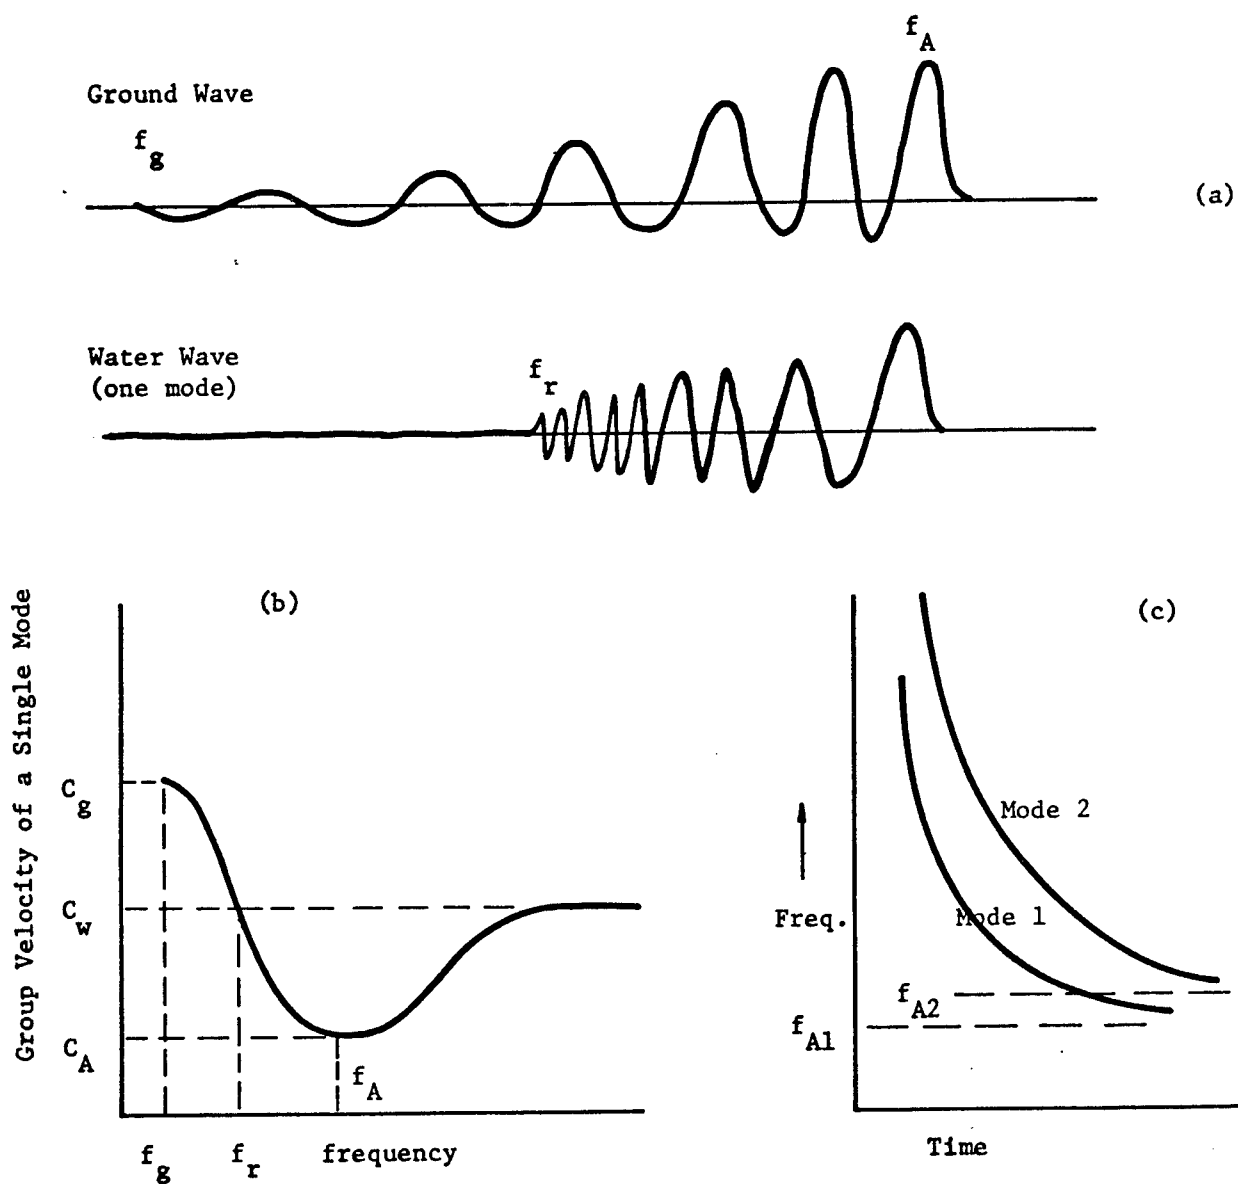 f_A
Ground Wave
f_g
(a)
Water Wave
(one mode)
f_r
(b)
Group Velocity of a Single Mode
C_g
C_w
C_A
f_A
f_g f_r frequency
(c)
Mode 2
Mode 1
Freq.
f_A2
f_A1
Time